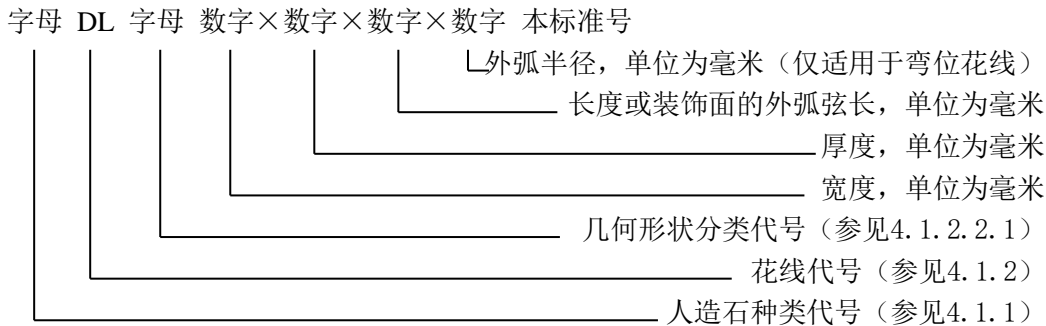 字母 DL 字母 数字×数字×数字×数字 本标准号
外弧半径，单位为毫米（仅适用于弯位花线）
长度或装饰面的外弧弦长，单位为毫米
厚度，单位为毫米
宽度，单位为毫米
几何形状分类代号（参见4.1.2.2.1）
花线代号（参见4.1.2）
人造石种类代号（参见4.1.1）